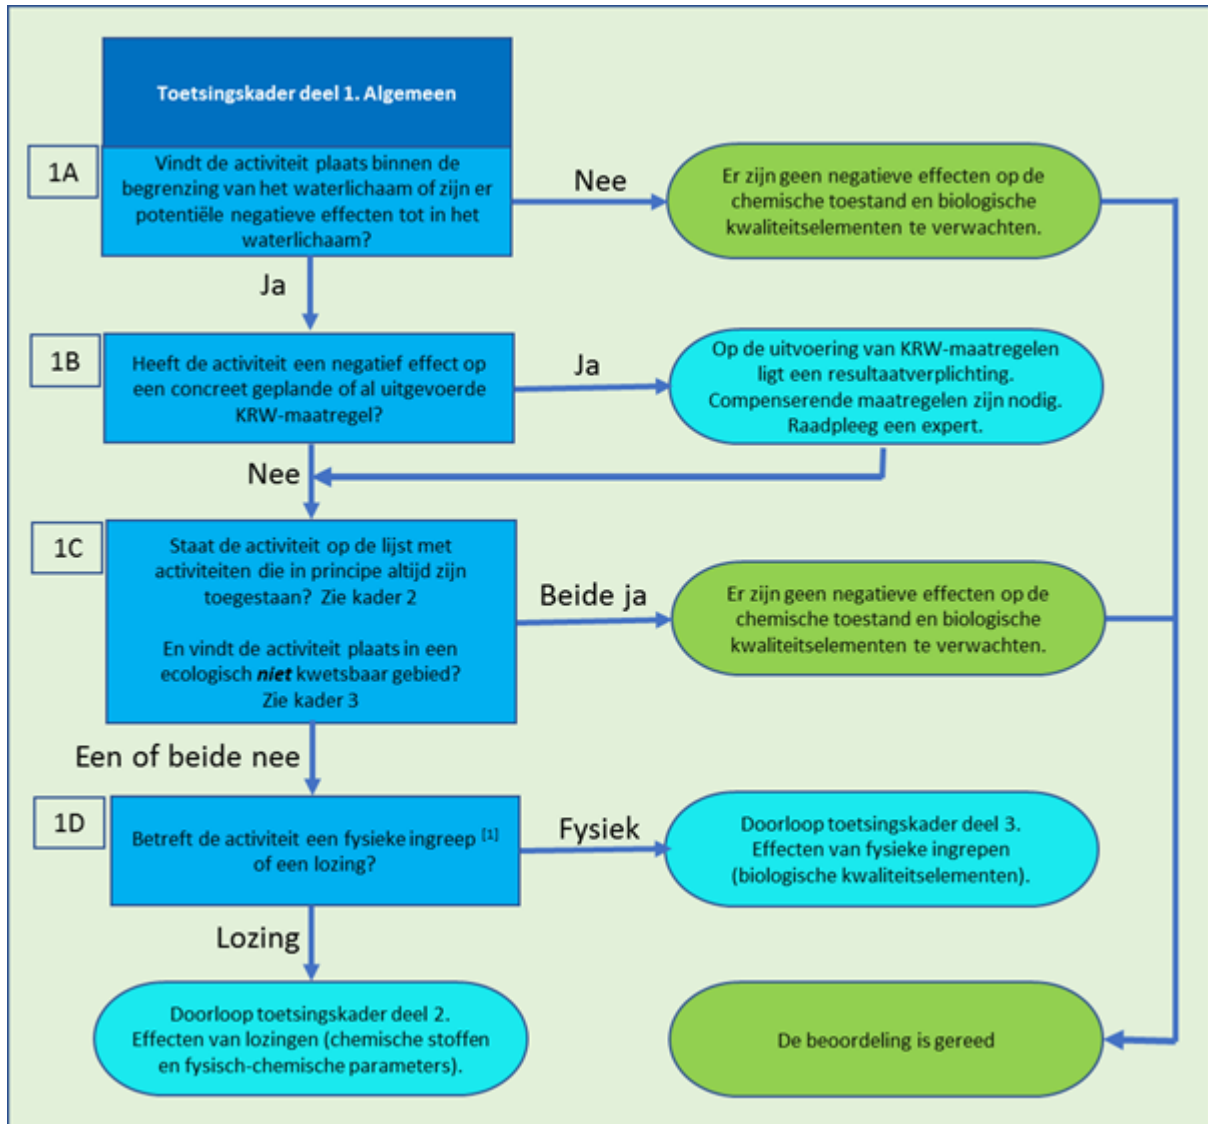 Toetsingskader deel 1. Algemeen
1A
Vindt de activiteit plaats binnen de
begrenzing van het waterlichaam of zijn er
potentiële negatieve effecten tot in het
waterlichaam?
Nee
Er zijn geen negatieve effecten op de
chemische toestand en biologische
kwaliteitselementen te verwachten.
Ja
1B
Heeft de activiteit een negatief effect op
een concreet geplande of al uitgevoerde
KRW-maatregel?
Ja
Op de uitvoering van KRW-maatregelen
ligt een resultaatverplichting.
Compenserende maatregelen zijn nodig.
Raadpleeg een expert.
Nee
1C
Staat de activiteit op de lijst met
activiteiten die in principe altijd zijn
toegestaan? Zie kader 2
En vindt de activiteit plaats in een
ecologisch niet kwetsbaar gebied?
Zie kader 3
Beide ja
Er zijn geen negatieve effecten op de
chemische toestand en biologische
kwaliteitselementen te verwachten.
Een of beide nee
1D
Betreft de activiteit een fysieke ingreep [1]
of een lozing?
Fysiek
Doorloop toetsingskader deel 3.
Effecten van fysieke ingrepen
(biologische kwaliteitselementen).
Lozing
Doorloop toetsingskader deel 2.
Effecten van lozingen (chemische stoffen
en fysisch-chemische parameters).
De beoordeling is gereed